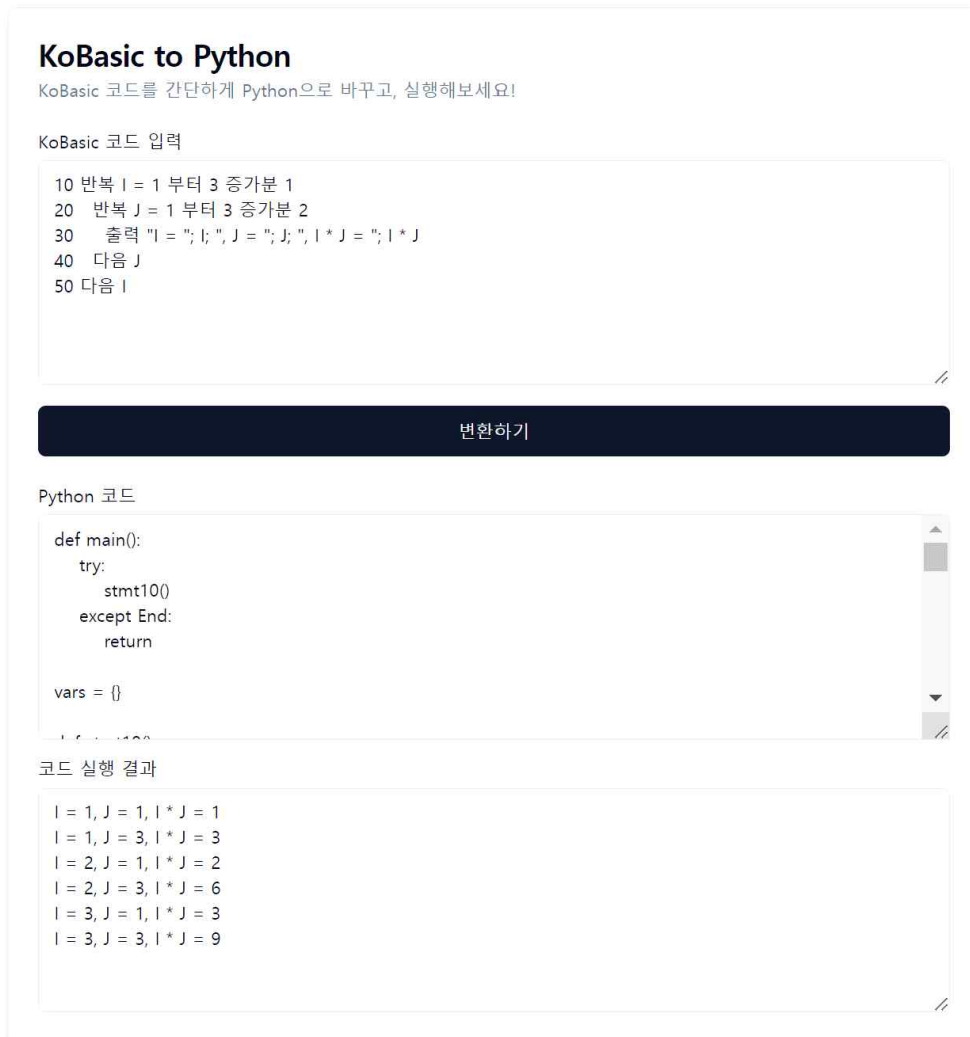 KoBasic to Python
KoBasic 코드를 간단하게 Python으로 바꾸고, 실행해보세요!
KoBasic 코드 입력
10 반복 I = 1 부터 3 증가분 1
20   반복 J = 1 부터 3 증가분 2
30     출력 "I = "; I; ", J = "; J; ", I * J = "; I * J
40   다음 J
50 다음 I
변환하기
Python 코드
def main():
    try:
        stmt10()
    except End:
        return
vars = {}
코드 실행 결과
I = 1, J = 1, I * J = 1
I = 1, J = 3, I * J = 3
I = 2, J = 1, I * J = 2
I = 2, J = 3, I * J = 6
I = 3, J = 1, I * J = 3
I = 3, J = 3, I * J = 9